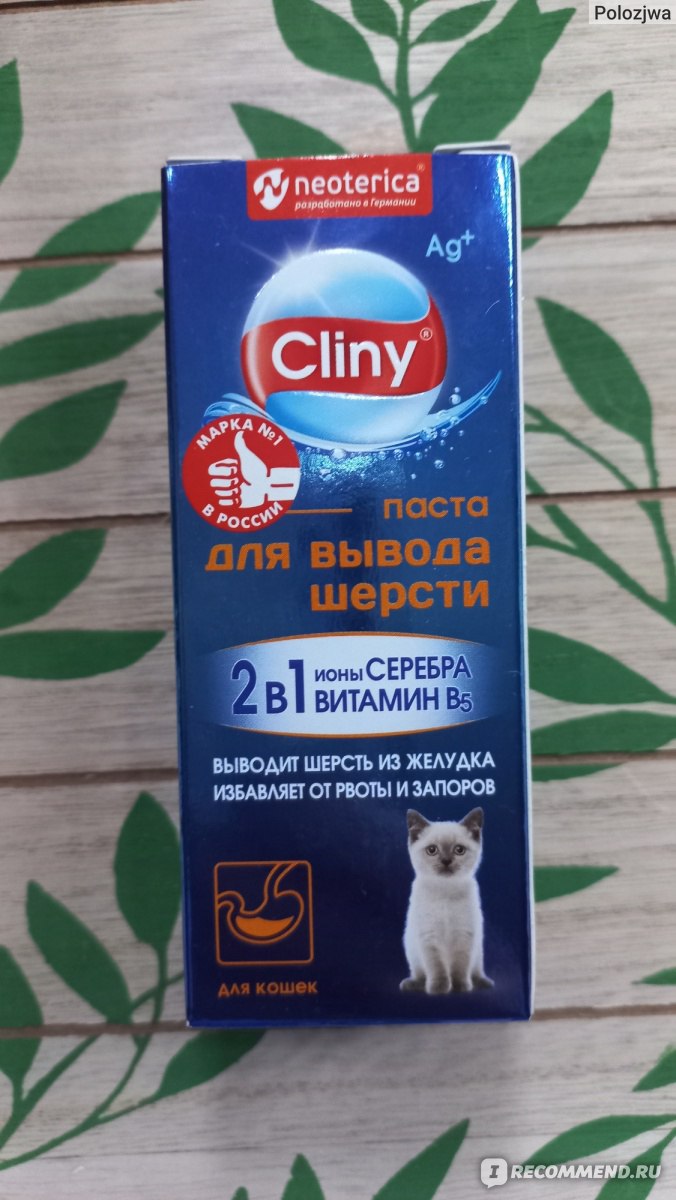 Polozjwa
neoterica®
разработано в Германии
Ag+
Cliny®
МАРКА №1
В РОССИИ
паста
для вывода
шерсти
2 в 1 ионы СЕРЕБРА
ВИТАМИН B5
ВЫВОДИТ ШЕРСТЬ ИЗ ЖЕЛУДКА
ИЗБАВЛЯЕТ ОТ РВОТЫ И ЗАПОРОВ
для кошек
IRECOMMEND.RU